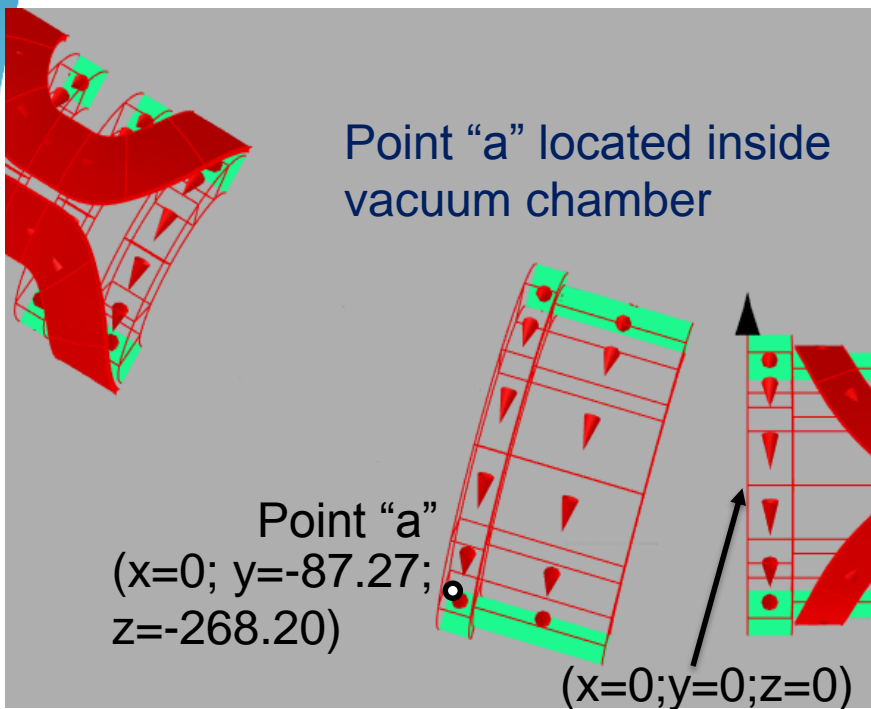 Point “a” located inside
vacuum chamber
Point “a”
(x=0; y=-87.27;
z=-268.20)
(x=0;y=0;z=0)